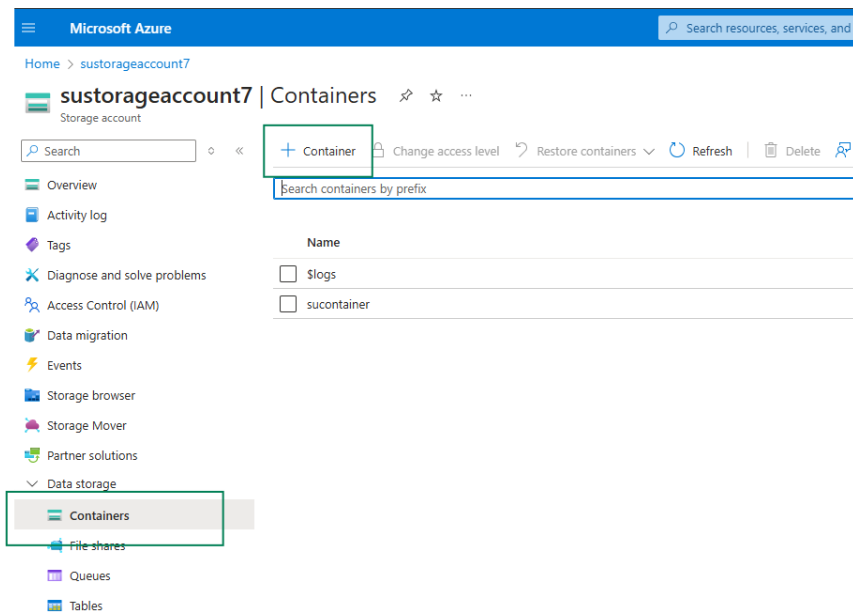 Microsoft Azure
Search resources, services, and
Home > sustorageaccount7
sustorageaccount7 | Containers ...
Storage account
Search
+ Container
Change access level
Restore containers
Refresh
Delete
Search containers by prefix
Overview
Activity log
Tags
Diagnose and solve problems
Access Control (IAM)
Data migration
Events
Storage browser
Storage Mover
Partner solutions
Data storage
Containers
File shares
Queues
Tables
Name
$logs
sucontainer